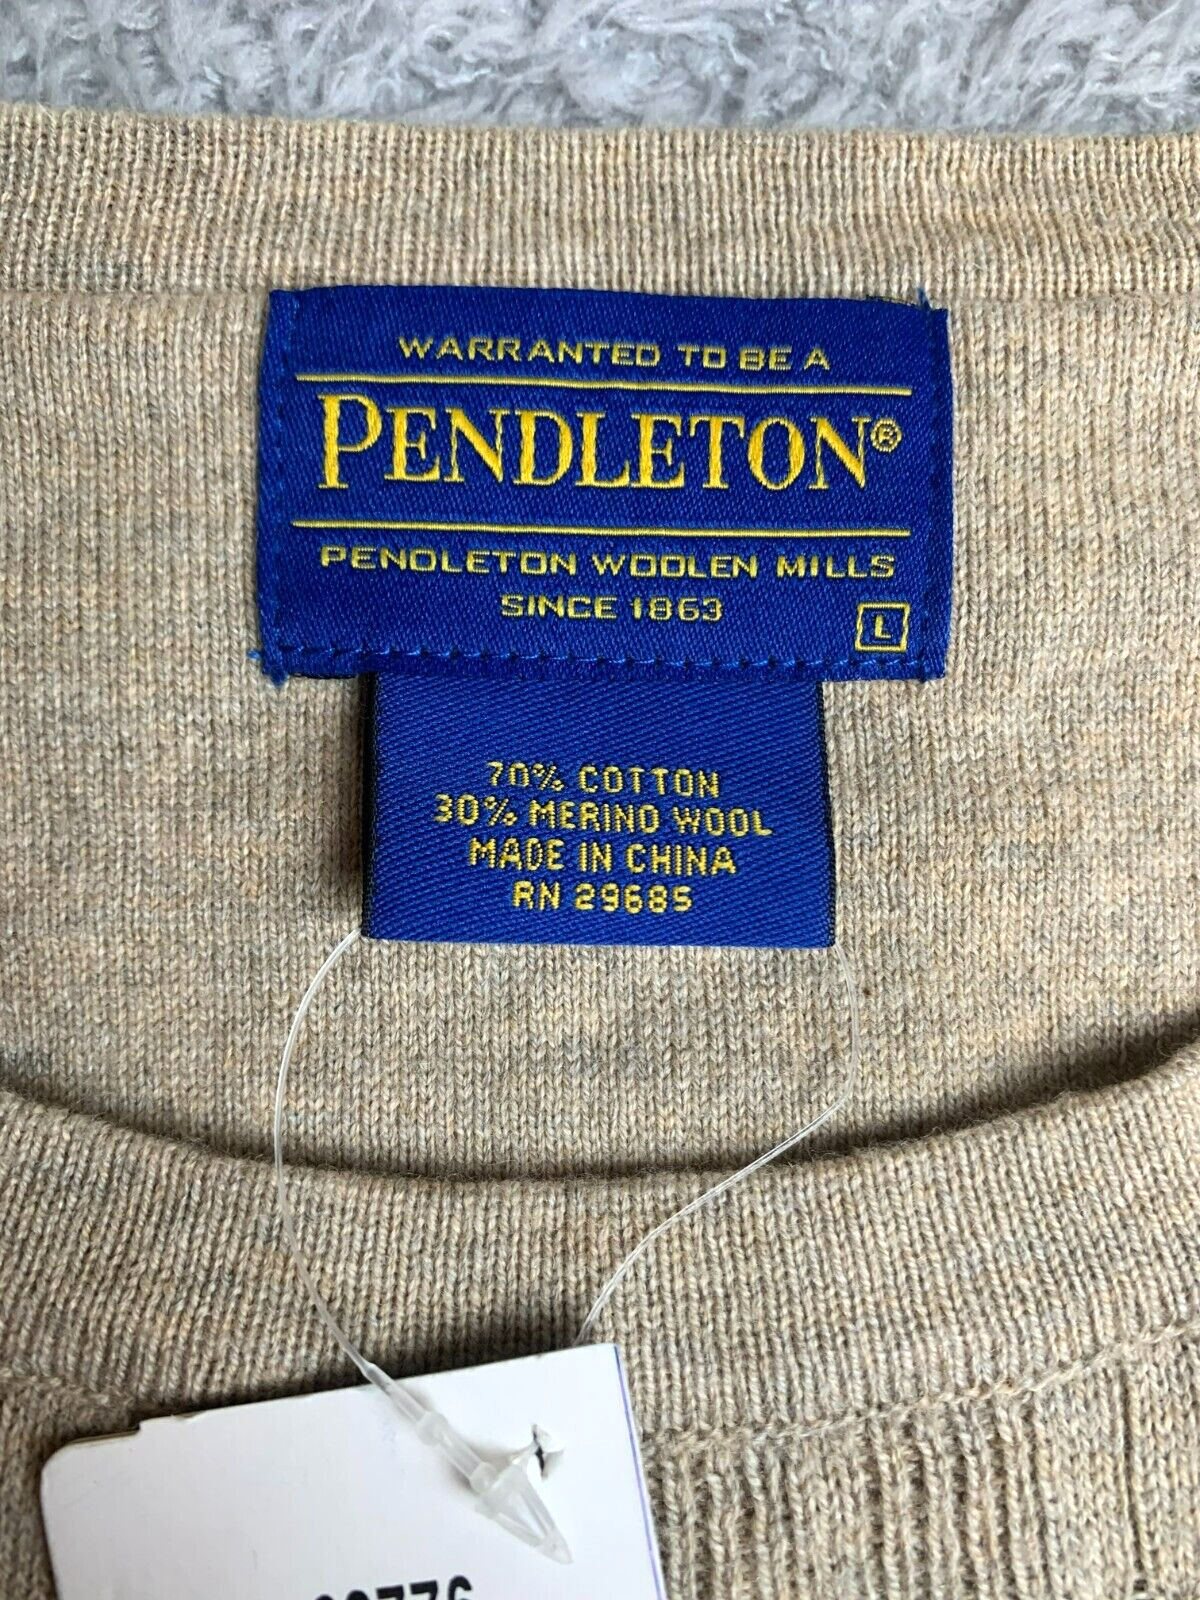 WARRANTED TO BE A
PENDLETON®
PENDLETON WOOLEN MILLS
SINCE 1863
L
70% COTTON
30% MERINO WOOL
MADE IN CHINA
RN 29685